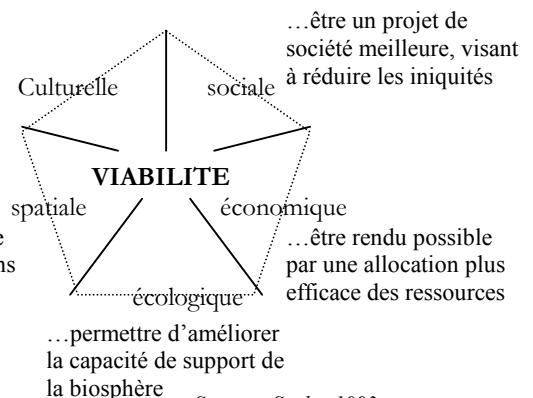 …être un projet de
société meilleure, visant
à réduire les iniquités
Culturelle
sociale
VIABILITE
spatiale
économique
…être rendu possible
par une allocation plus
efficace des ressources
écologique
…permettre d’améliorer
la capacité de support de
la biosphère